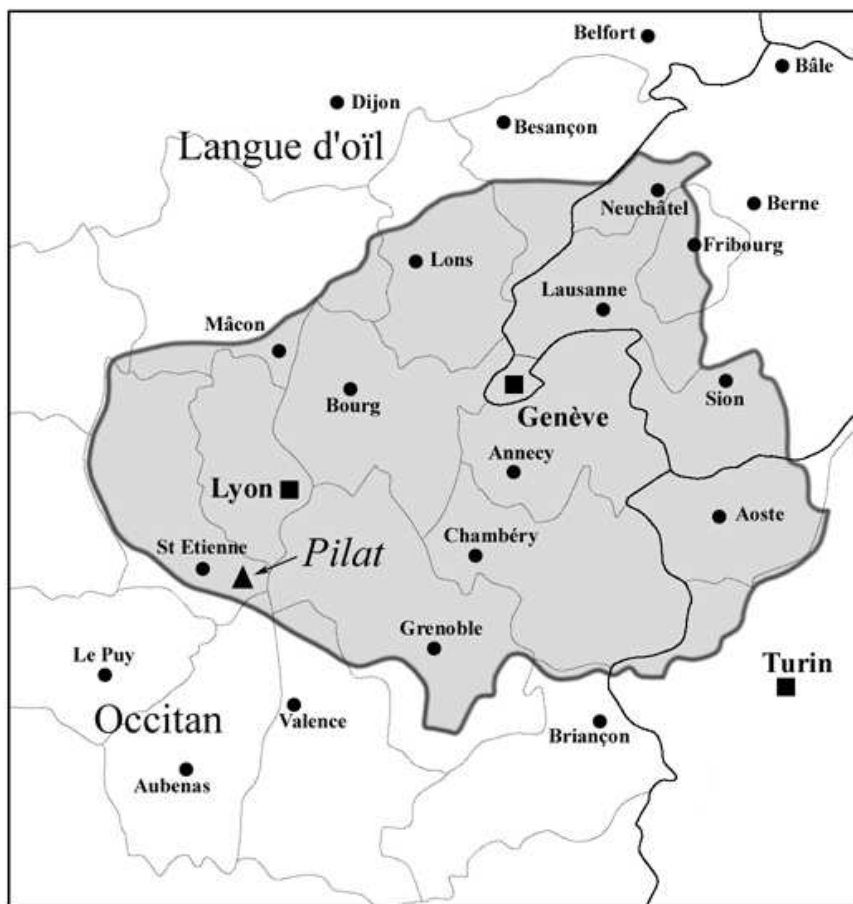 Belfort
Bâle
Dijon
Besançon
Langue d'oïl
Neuchâtel
Berne
Fribourg
Lons
Lausanne
Mâcon
Bourg
Sion
Genève
Annecy
Lyon
Aoste
Chambéry
St Etienne
Pilat
Grenoble
Le Puy
Turin
Occitan
Valence
Briançon
Aubenas